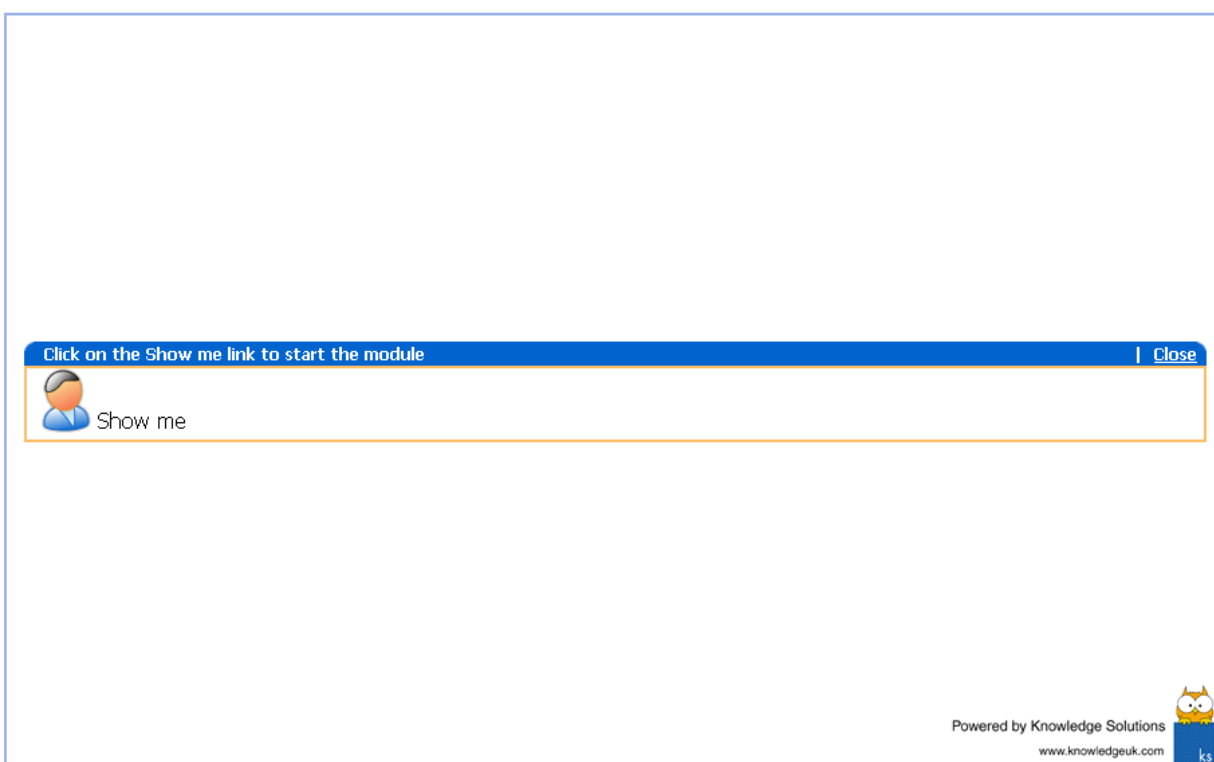 Click on the Show me link to start the module | Close
Show me
Powered by Knowledge Solutions
www.knowledgeuk.com
ks